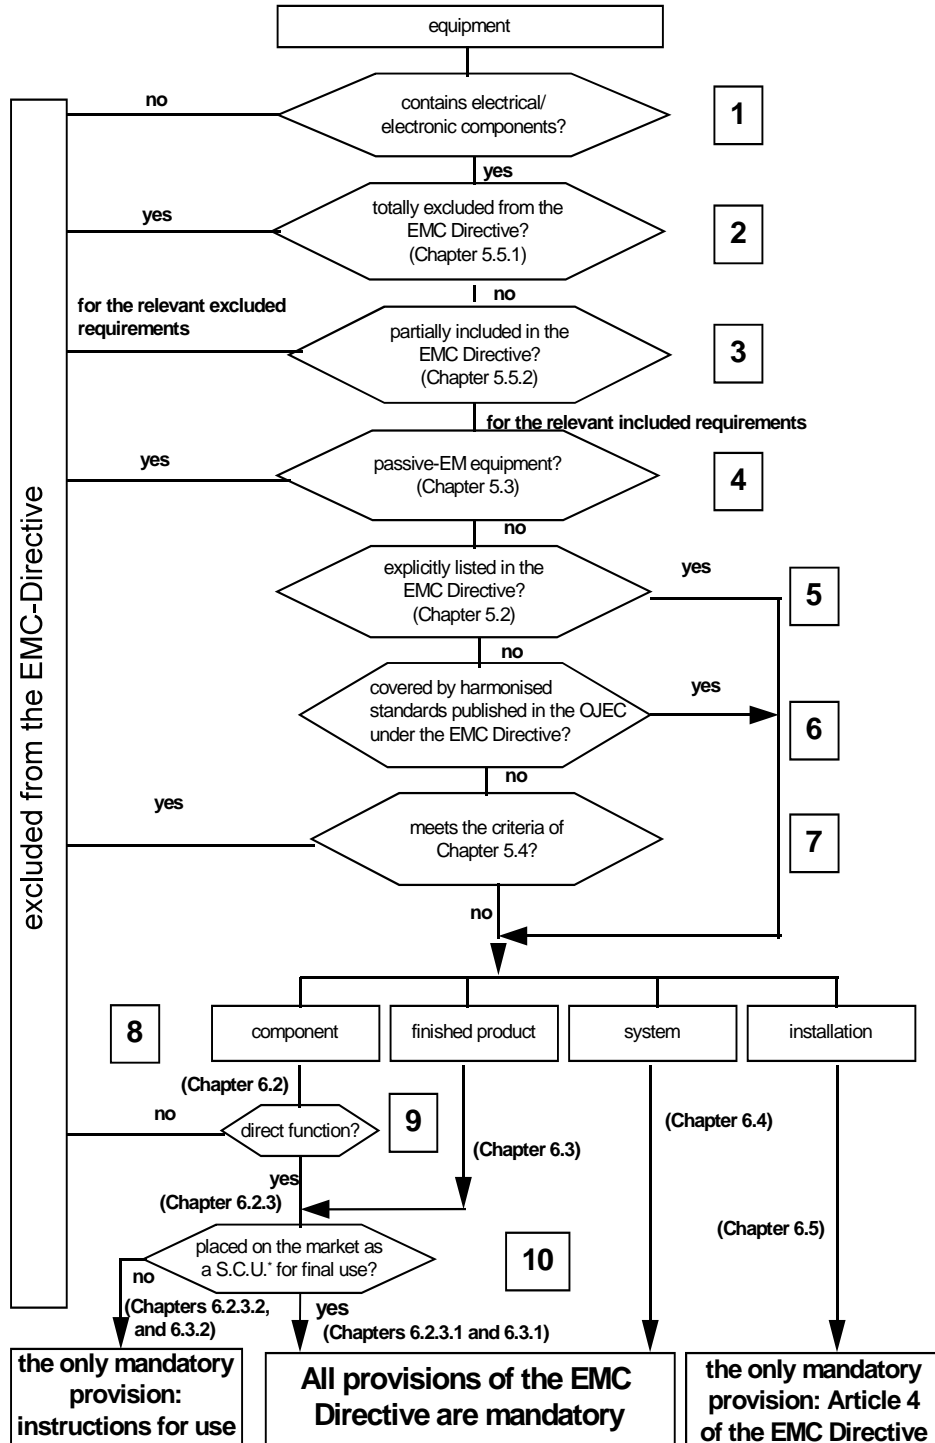 equipment
no
contains electrical/
electronic components?
1
yes
yes
totally excluded from the
EMC Directive?
(Chapter 5.5.1)
2
no
for the relevant excluded
requirements
partially included in the
EMC Directive?
(Chapter 5.5.2)
3
for the relevant included requirements
yes
passive-EM equipment?
(Chapter 5.3)
4
no
explicitly listed in the
EMC Directive?
(Chapter 5.2)
yes
5
no
covered by harmonised
standards published in the OJEC
under the EMC Directive?
yes
6
no
yes
meets the criteria of
Chapter 5.4?
7
no
excluded from the EMC-Directive
8
component
finished product
system
installation
(Chapter 6.2)
no
direct function?
9
(Chapter 6.3)
(Chapter 6.4)
yes
(Chapter 6.2.3)
(Chapter 6.5)
placed on the market as
a S.C.U.* for final use?
10
no
(Chapters 6.2.3.2,
and 6.3.2)
yes
(Chapters 6.2.3.1 and 6.3.1)
the only mandatory
provision:
instructions for use
All provisions of the EMC
Directive are mandatory
the only mandatory
provision: Article 4
of the EMC Directive